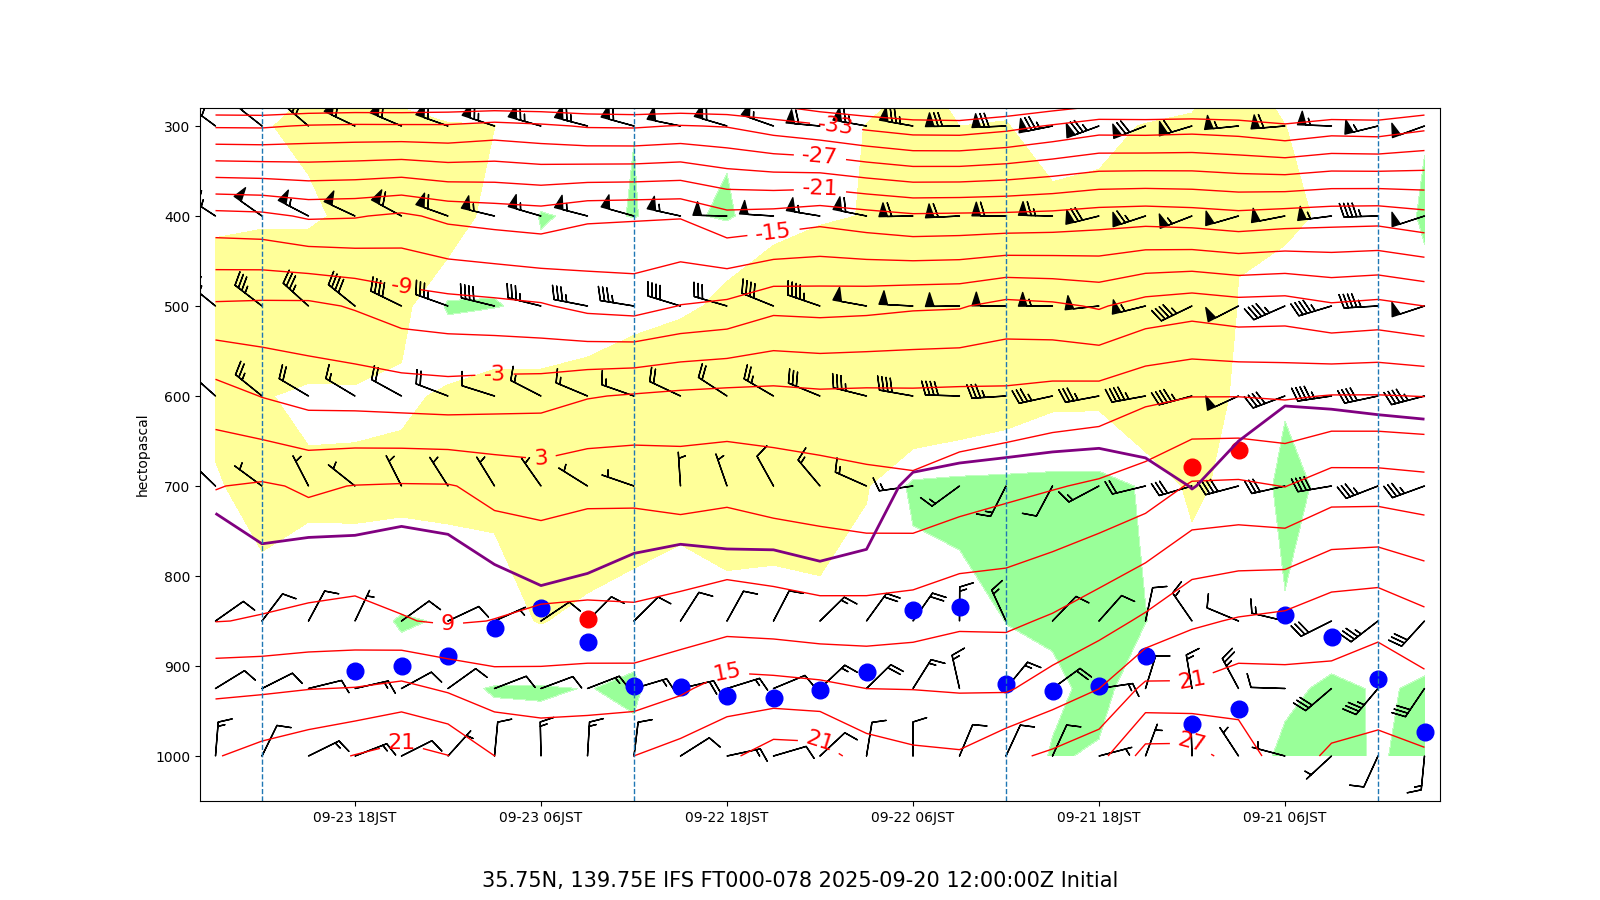 hectopascal
300
400
500
600
700
800
900
1000
-33
-27
-21
-15
-9
-3
3
9
15
21
21
21
27
09-23 18JST
09-23 06JST
09-22 18JST
09-22 06JST
09-21 18JST
09-21 06JST
35.75N, 139.75E IFS FT000-078 2025-09-20 12:00:00Z Initial